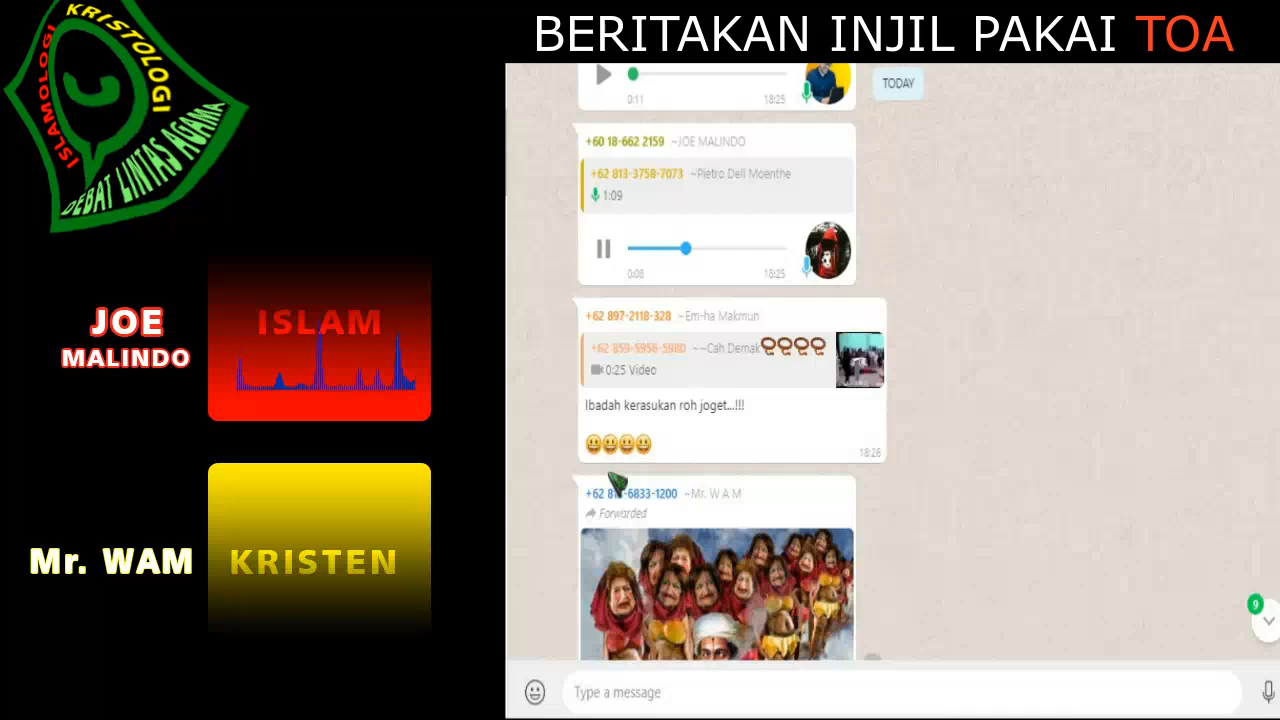 KRISTOLOGI
ISLAMOLOGI
DEBAT LINTAS AGAMA
BERITAKAN INJIL PAKAI TOA
JOE
MALINDO
ISLAM
Mr. WAM
KRISTEN
TODAY
0:11
18:25
+60 18-662 2159 ~JOE MALINDO
+62 813-3758-7073 ~Pietro Dell Moenthe
1:09
0:08
18:25
+62 897-2118-328 ~Em-ha Makmun
+62 859-5956-5980 ~~Cah Demak
0:25 Video
Ibadah kerasukan roh joget...!!!
😀😀😀😀
18:26
-6833-1200 ~Mr. W A M
Forwarded
9
Type a message